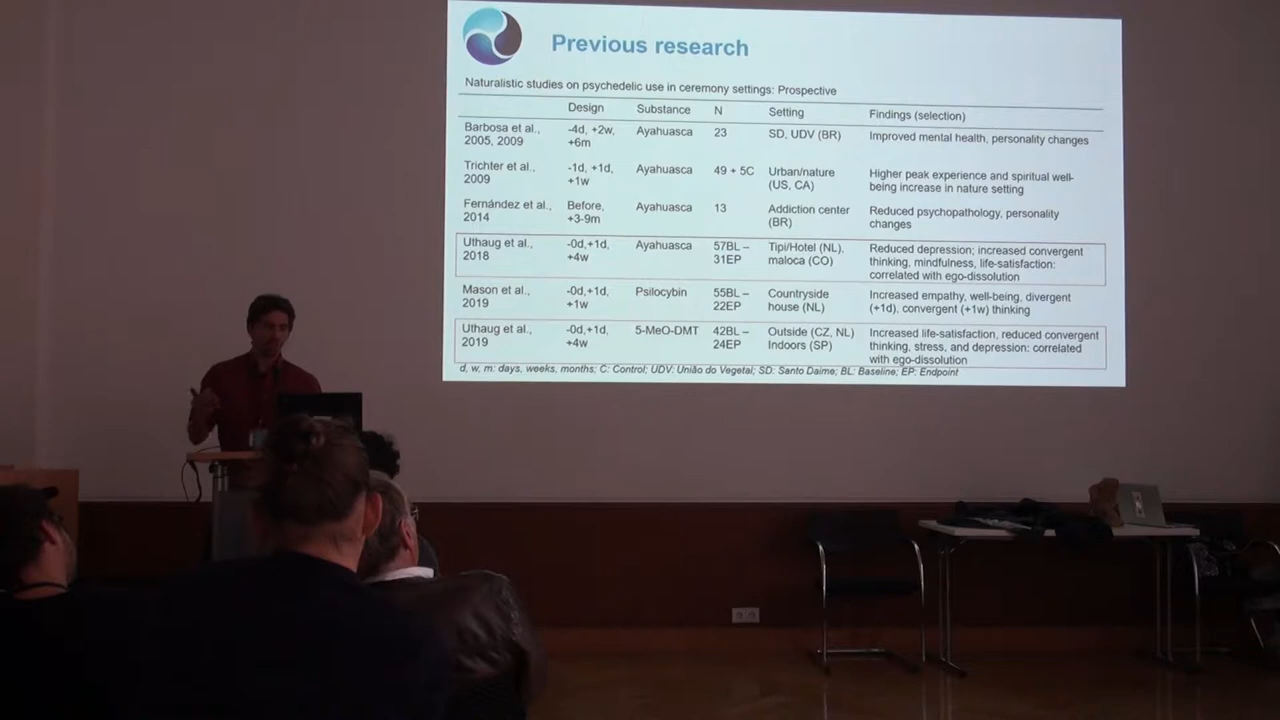 Previous research
Naturalistic studies on psychedelic use in ceremony settings: Prospective
Design Substance N Setting Findings (selection)
Barbosa et al., 2005, 2009 -4d, +2w, +6m Ayahuasca 23 SD, UDV (BR) Improved mental health, personality changes
Trichter et al., 2009 -1d, +1d, +1w Ayahuasca 49 + 5C Urban/nature (US, CA) Higher peak experience and spiritual well-being increase in nature setting
Fernández et al., 2014 Before, +3-9m Ayahuasca 13 Addiction center (BR) Reduced psychopathology, personality changes
Uthaug et al., 2018 -0d,+1d, +4w Ayahuasca 57BL – 31EP Tipi/Hotel (NL), maloca (CO) Reduced depression; increased convergent thinking, mindfulness, life-satisfaction: correlated with ego-dissolution
Mason et al., 2019 -0d,+1d, +1w Psilocybin 55BL – 22EP Countryside house (NL) Increased empathy, well-being, divergent (+1d), convergent (+1w) thinking
Uthaug et al., 2019 -0d,+1d, +4w 5-MeO-DMT 42BL – 24EP Outside (CZ, NL) Indoors (SP) Increased life-satisfaction, reduced convergent thinking, stress, and depression: correlated with ego-dissolution
d, w, m: days, weeks, months; C: Control; UDV: União do Vegetal; SD: Santo Daime; BL: Baseline; EP: Endpoint